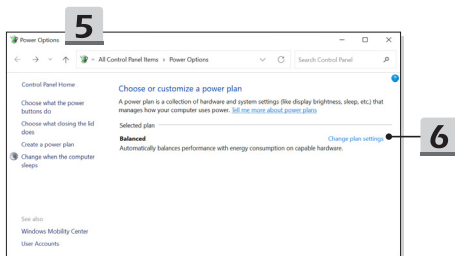 5
Power Options
All Control Panel Items › Power Options
Search Control Panel
Control Panel Home
Choose what the power
buttons do
Choose what closing the lid
does
Create a power plan
Change when the computer
sleeps
Choose or customize a power plan
A power plan is a collection of hardware and system settings (like display brightness, sleep, etc.) that
manages how your computer uses power. Tell me more about power plans
Selected plan
Balanced
Change plan settings
Automatically balances performance with energy consumption on capable hardware.
6
See also
Windows Mobility Center
User Accounts